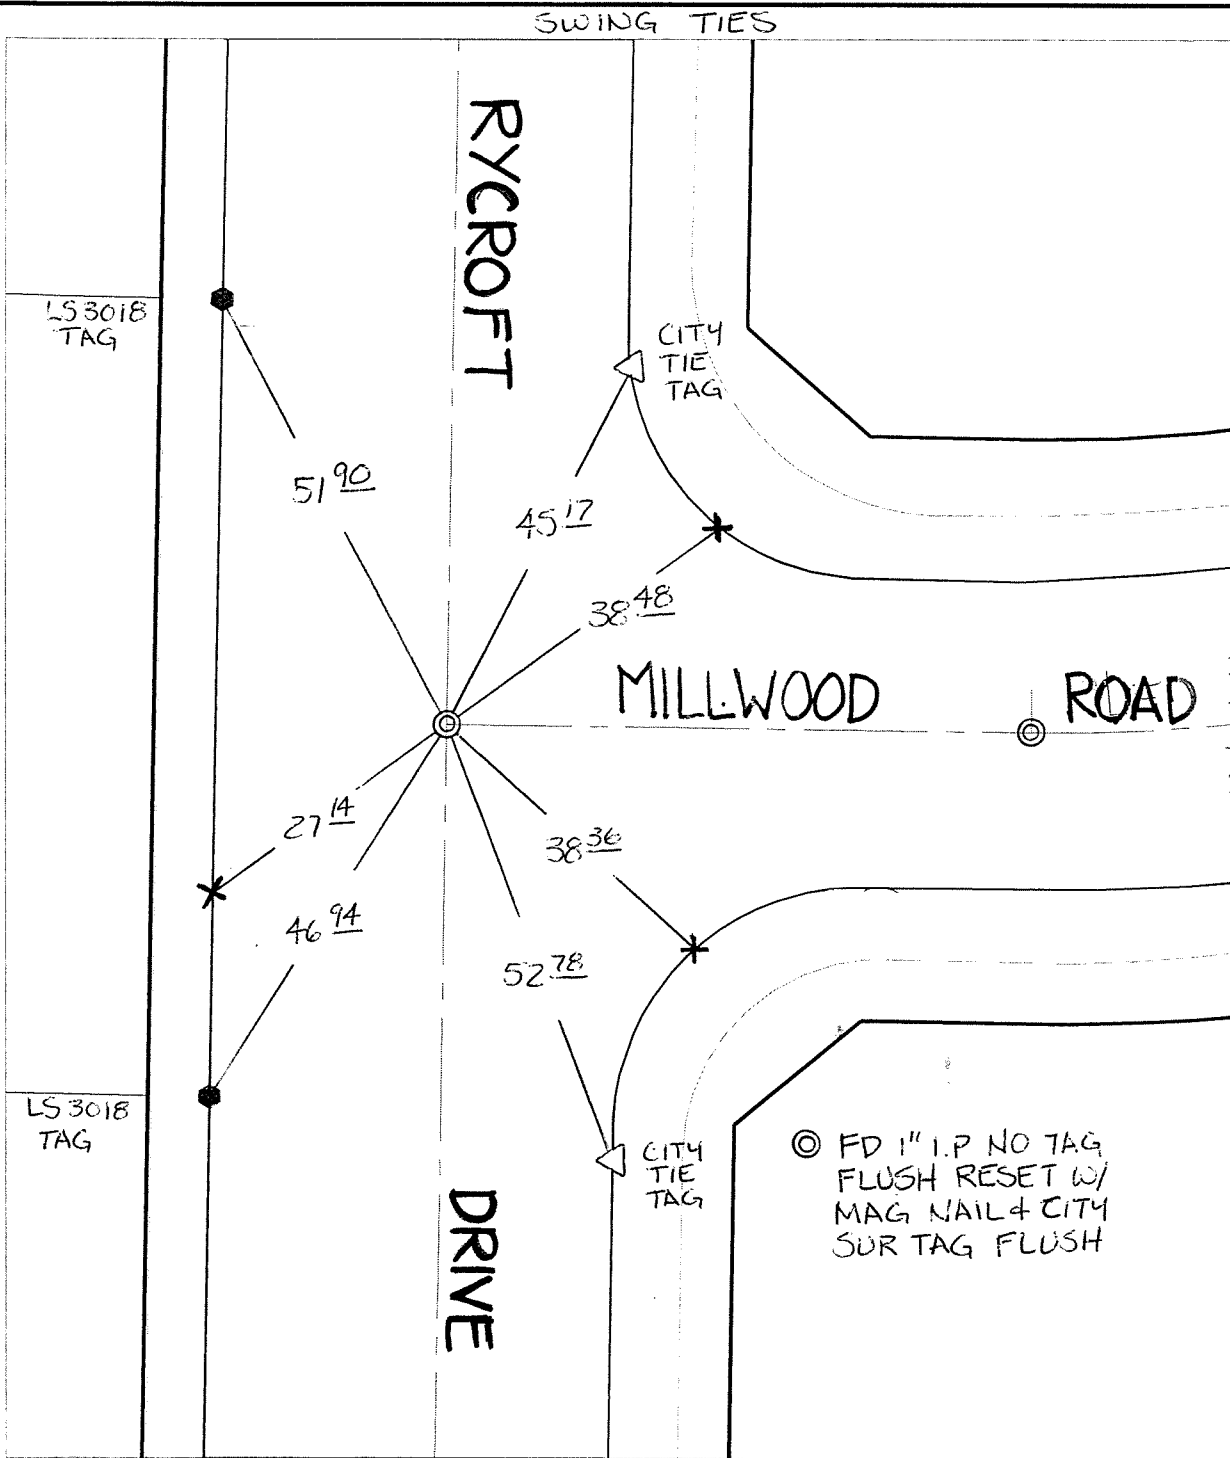 SWING TIES
RYCROFT
LS 3018
TAG
CITY
TIE
TAG
51 90
45 17
38 48
MILLWOOD ROAD
27 14
38 36
46 94
52 78
LS 3018
TAG
CITY
TIE
TAG
DRIVE
FD 1" I.P NO TAG
FLUSH RESET W/
MAG NAIL & CITY
SUR TAG FLUSH